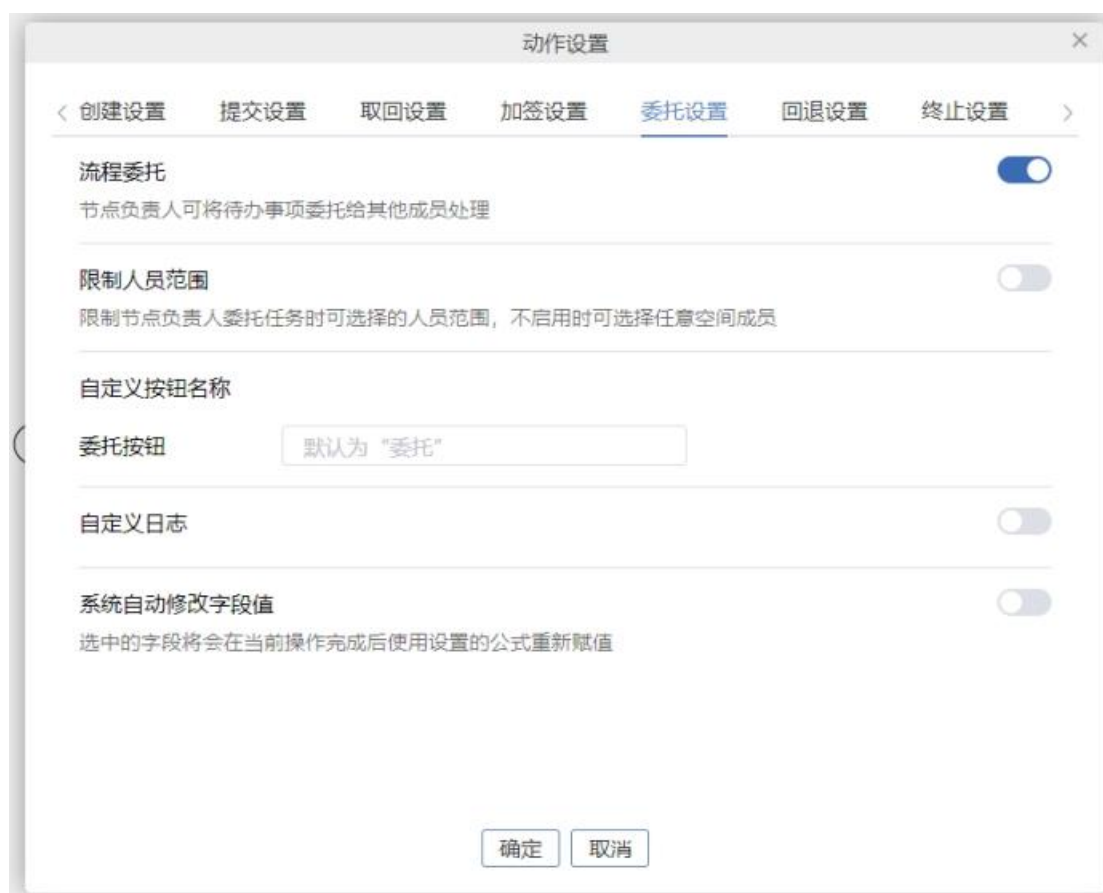 动作设置
创建设置 提交设置 取回设置 加签设置 委托设置 回退设置 终止设置
流程委托
节点负责人可将待办事项委托给其他成员处理
限制人员范围
限制节点负责人委托任务时可选择的人员范围，不启用时可选择任意空间成员
自定义按钮名称
委托按钮 默认为 "委托"
自定义日志
系统自动修改字段值
选中的字段将会在当前操作完成后使用设置的公式重新赋值
确定 取消